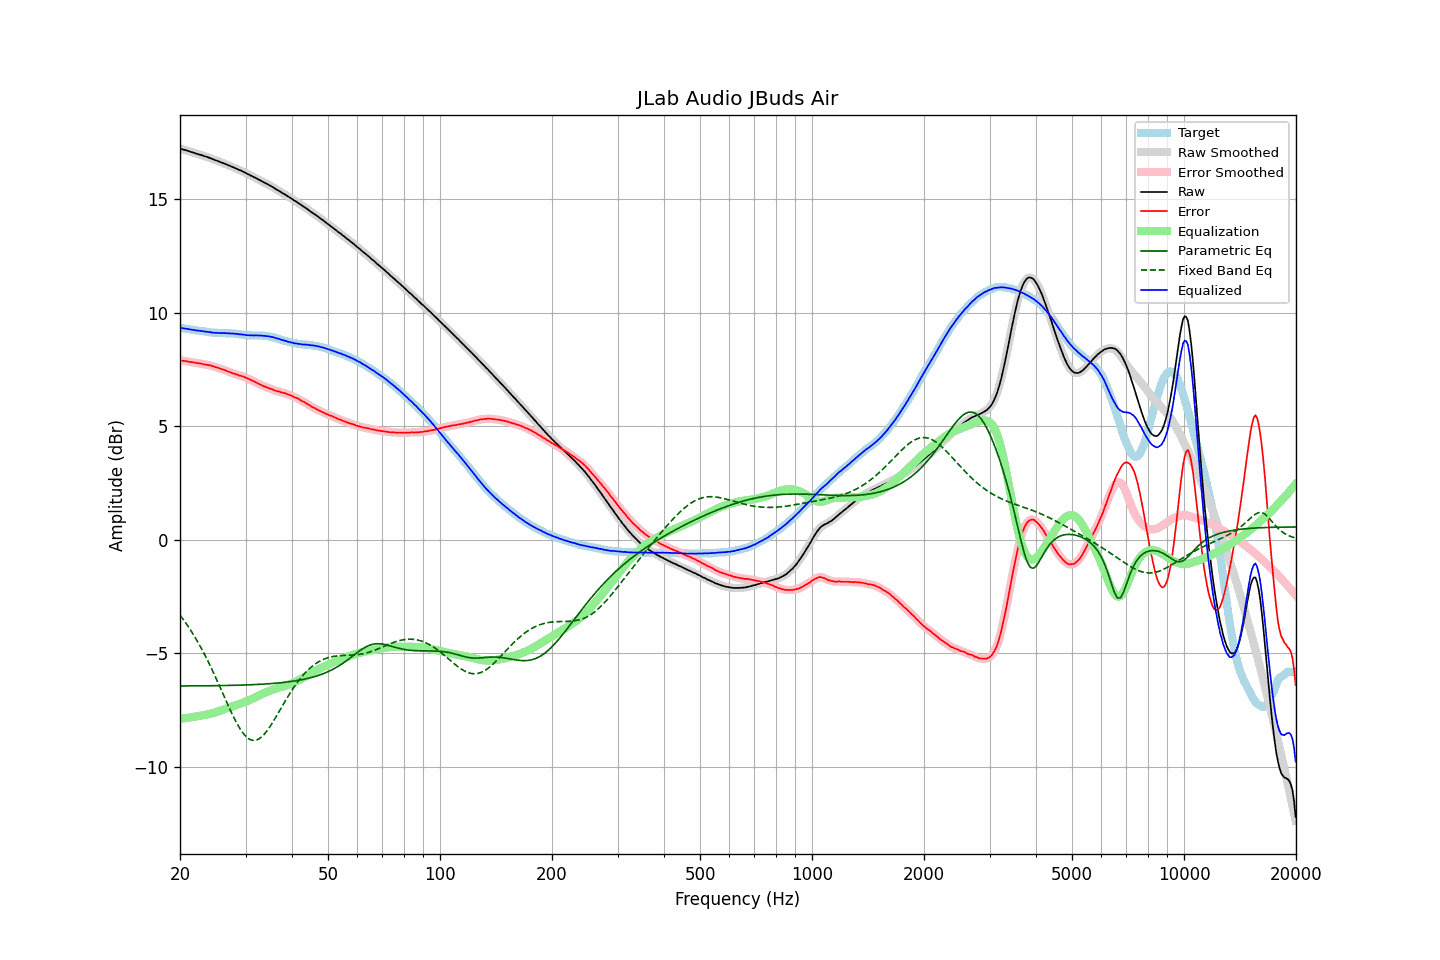 JLab Audio JBuds Air
Target
Raw Smoothed
Error Smoothed
Raw
Error
Equalization
Parametric Eq
Fixed Band Eq
Equalized
15
10
5
0
−5
−10
Amplitude (dBr)
20 50 100 200 500 1000 2000 5000 10000 20000
Frequency (Hz)